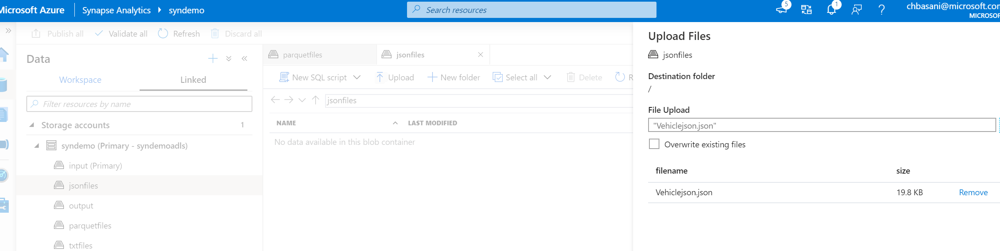 Microsoft Azure
Synapse Analytics
syndemo
Search resources
5
1
chbasani@microsoft.com
MICROSOF
Publish all
Validate all
Refresh
Discard all
Data
Workspace
Linked
Filter resources by name
Storage accounts 1
syndemo (Primary - syndemoadls)
input (Primary)
jsonfiles
output
parquetfiles
txtfiles
parquetfiles
jsonfiles
New SQL script
Upload
New folder
Select all
Delete
R
jsonfiles
NAME LAST MODIFIED
No data available in this blob container
Upload Files
jsonfiles
Destination folder
/
File Upload
"Vehiclejson.json"
Overwrite existing files
filename size
Vehiclejson.json 19.8 KB Remove